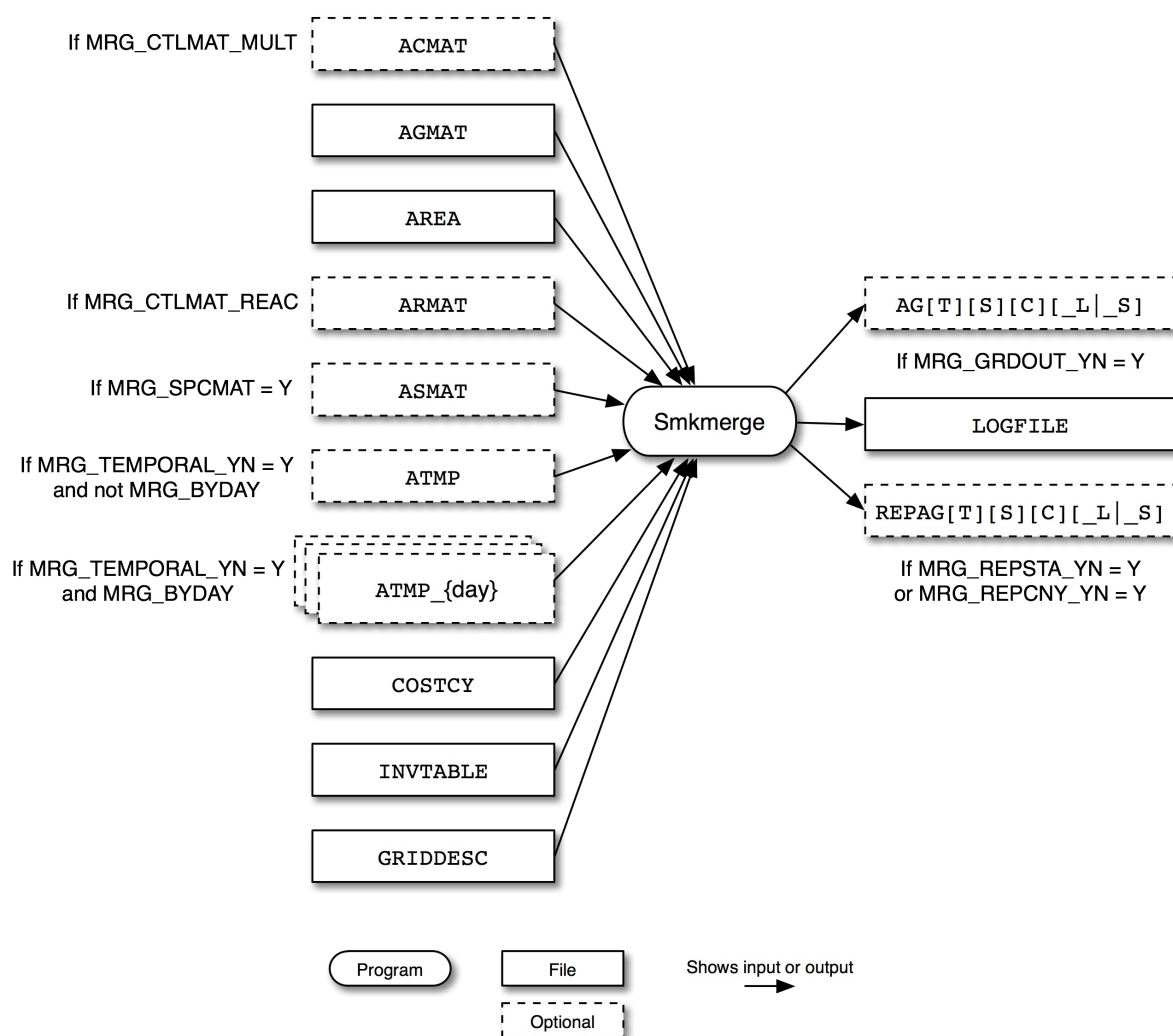 If MRG_CTLMAT_MULT
ACMAT
AGMAT
AREA
If MRG_CTLMAT_REAC
ARMAT
If MRG_SPCMAT = Y
ASMAT
If MRG_TEMPORAL_YN = Y
and not MRG_BYDAY
ATMP
If MRG_TEMPORAL_YN = Y
and MRG_BYDAY
ATMP_{day}
COSTCY
INVTABLE
GRIDDESC
Smkmerge
AG[T][S][C][_L|_S]
If MRG_GRDOUT_YN = Y
LOGFILE
REPAG[T][S][C][_L|_S]
If MRG_REPSTA_YN = Y
or MRG_REPCNY_YN = Y
Program
File
Shows input or output
Optional